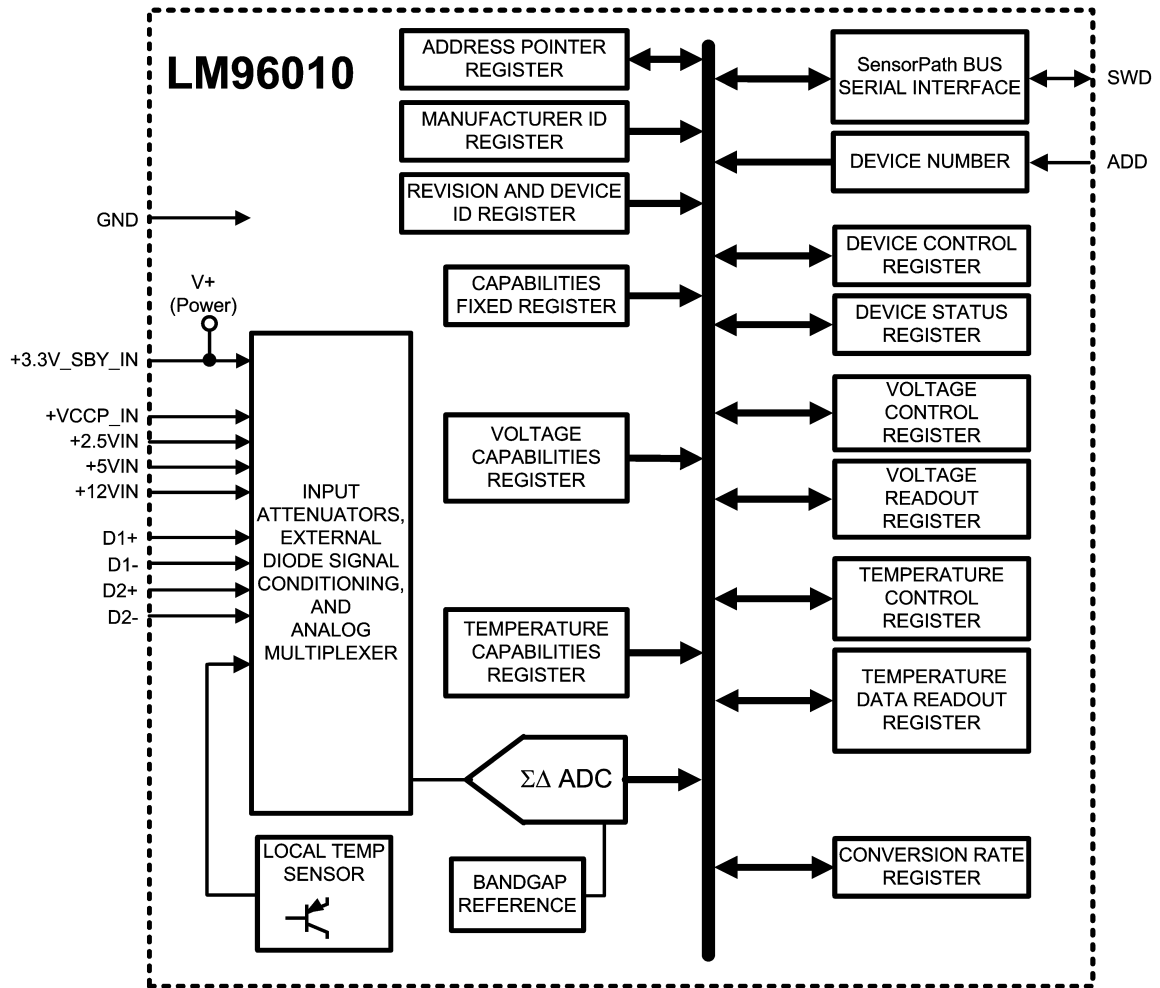 LM96010
ADDRESS POINTER
REGISTER
MANUFACTURER ID
REGISTER
REVISION AND DEVICE
ID REGISTER
CAPABILITIES
FIXED REGISTER
VOLTAGE
CAPABILITIES
REGISTER
TEMPERATURE
CAPABILITIES
REGISTER
ΣΔ ADC
BANDGAP
REFERENCE
GND
V+
(Power)
+3.3V_SBY_IN
+VCCP_IN
+2.5VIN
+5VIN
+12VIN
D1+
D1-
D2+
D2-
INPUT
ATTENUATORS,
EXTERNAL
DIODE SIGNAL
CONDITIONING,
AND
ANALOG
MULTIPLEXER
LOCAL TEMP
SENSOR
SensorPath BUS
SERIAL INTERFACE
SWD
DEVICE NUMBER
ADD
DEVICE CONTROL
REGISTER
DEVICE STATUS
REGISTER
VOLTAGE
CONTROL
REGISTER
VOLTAGE
READOUT
REGISTER
TEMPERATURE
CONTROL
REGISTER
TEMPERATURE
DATA READOUT
REGISTER
CONVERSION RATE
REGISTER